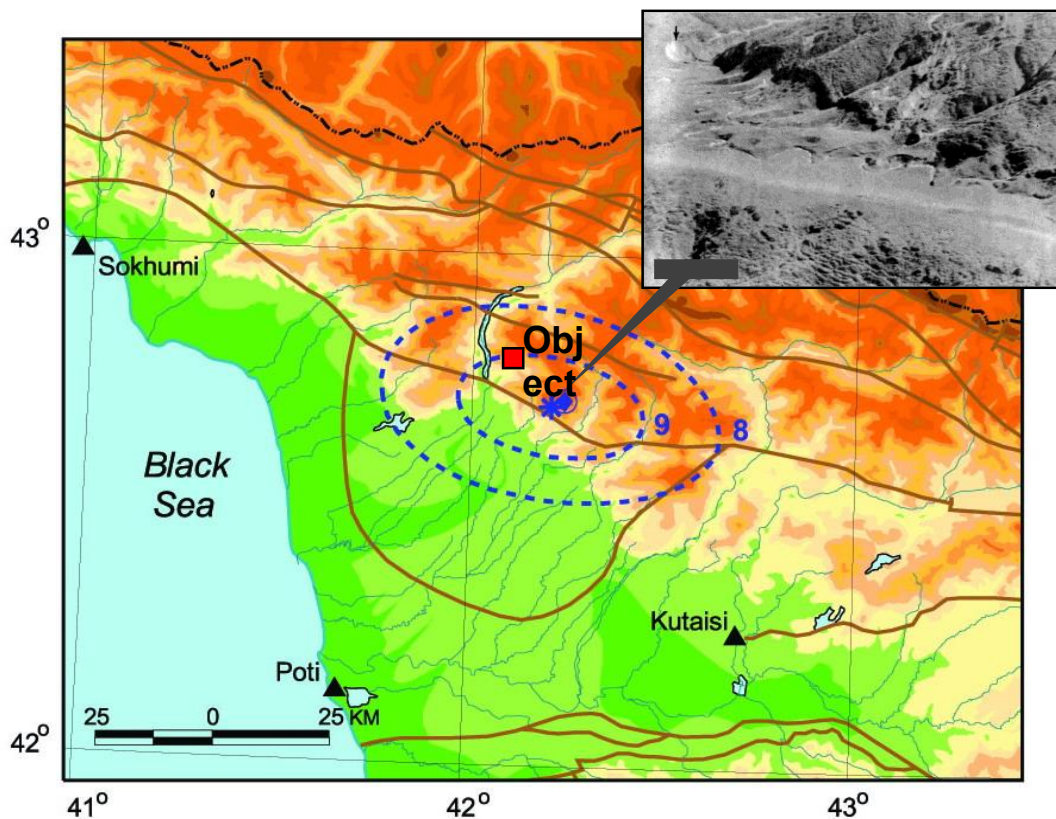 43°
Sokhumi
Obj
ect
9
8
Black
Sea
Kutaisi
Poti
25
0
25
KM
42°
41°
42°
43°